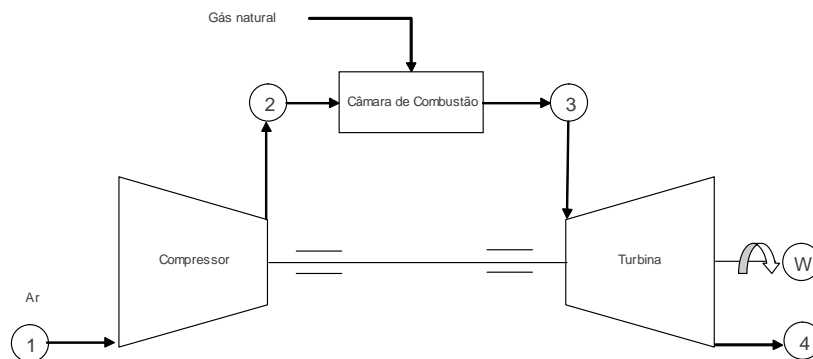 Gás natural
2
Câmara de Combustão
3
Compressor
Turbina
W
Ar
1
4